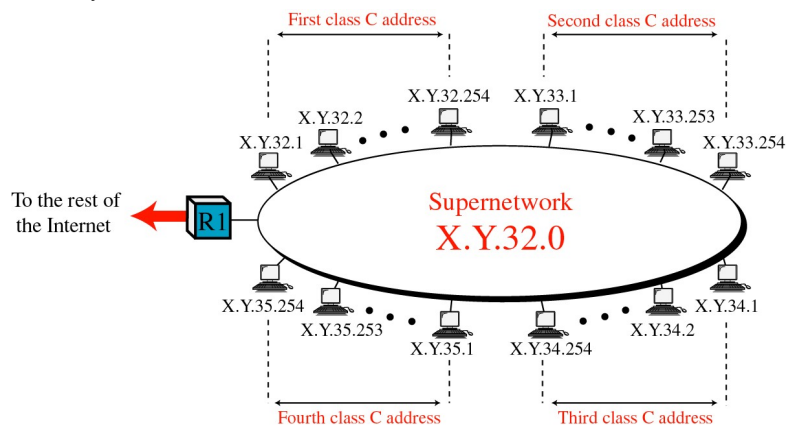 First class C address
Second class C address
X.Y.32.254
X.Y.33.1
X.Y.32.2
X.Y.33.253
X.Y.32.1
X.Y.33.254
To the rest of
the Internet
R1
Supernetwork
X.Y.32.0
X.Y.35.254
X.Y.34.1
X.Y.35.253
X.Y.34.2
X.Y.35.1
X.Y.34.254
Fourth class C address
Third class C address